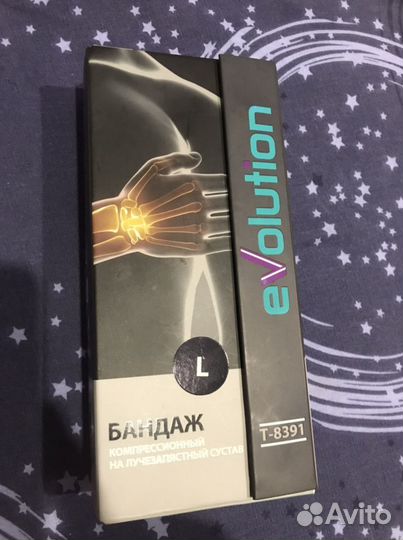 evolution
L
БАНДАЖ
КОМПРЕССИОННЫЙ
НА ЛУЧЕЗАПЯСТНЫЙ СУСТАВ
Т-8391
Avito